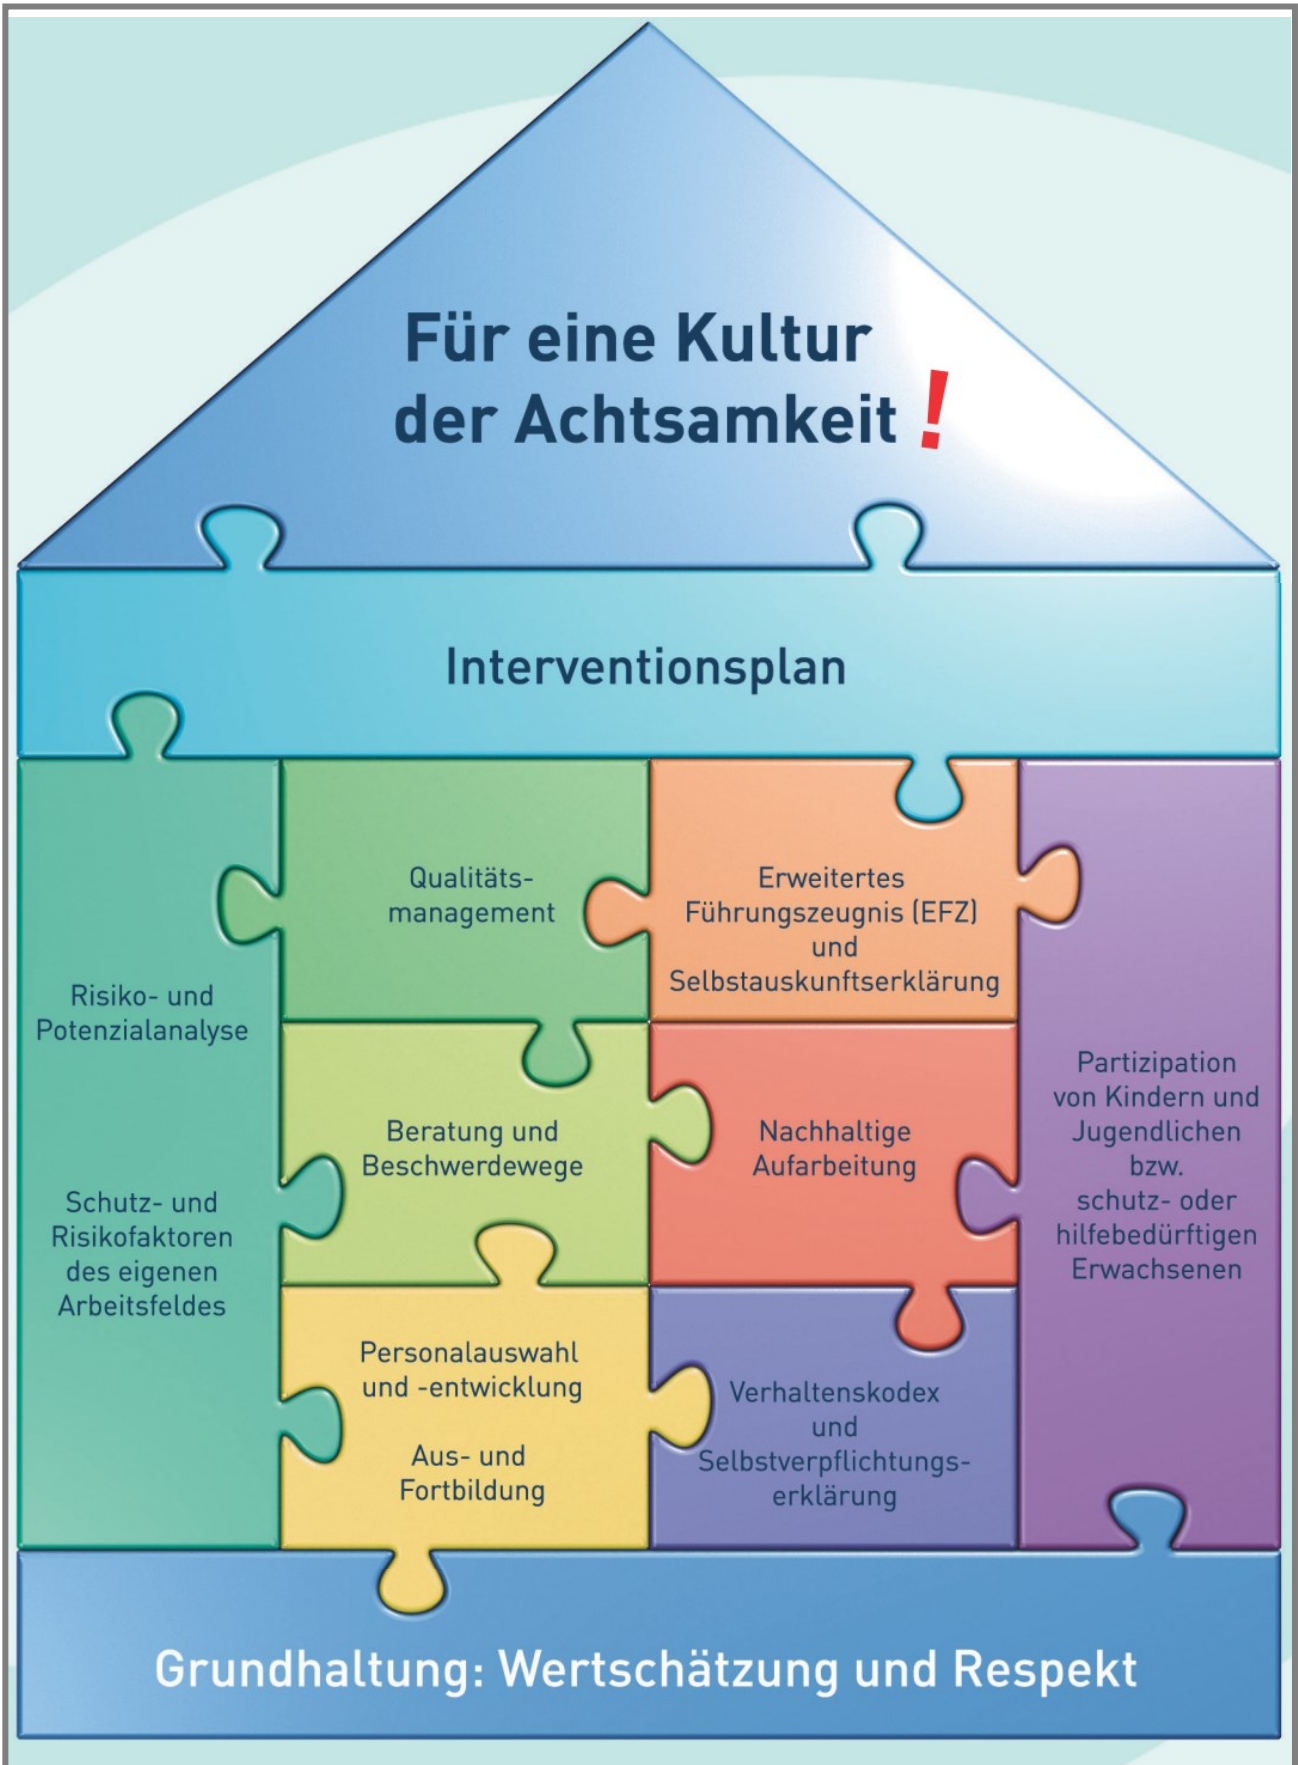 Für eine Kultur
der Achtsamkeit!
Interventionsplan
Risiko- und
Potenzialanalyse
Schutz- und
Risikofaktoren
des eigenen
Arbeitsfeldes
Qualitäts-
management
Erweitertes
Führungszeugnis (EFZ)
und
Selbstauskunftserklärung
Beratung und
Beschwerdewege
Nachhaltige
Aufarbeitung
Personalauswahl
und -entwicklung
Aus- und
Fortbildung
Verhaltenskodex
und
Selbstverpflichtungs-
erklärung
Partizipation
von Kindern und
Jugendlichen
bzw.
schutz- oder
hilfebedürftigen
Erwachsenen
Grundhaltung: Wertschätzung und Respekt